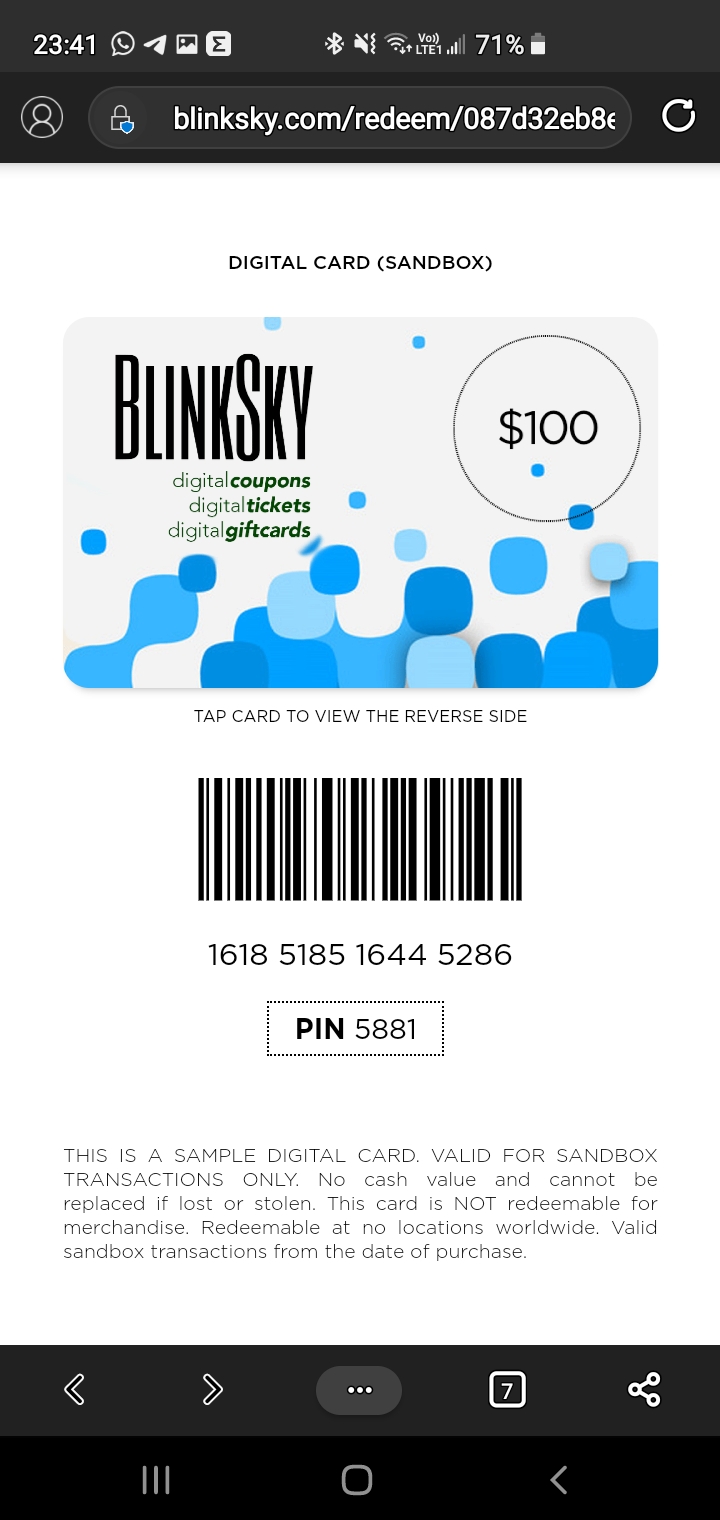 23:41
Vo))
LTE1
71%
blinksky.com/redeem/087d32eb8
DIGITAL CARD (SANDBOX)
BLINKSKY
$100
digitalcoupons
digitaltickets
digitalgiftcards
TAP CARD TO VIEW THE REVERSE SIDE
1618 5185 1644 5286
PIN 5881
THIS IS A SAMPLE DIGITAL CARD. VALID FOR SANDBOX
TRANSACTIONS ONLY. No cash value and cannot be
replaced if lost or stolen. This card is NOT redeemable for
merchandise. Redeemable at no locations worldwide. Valid
sandbox transactions from the date of purchase.
7